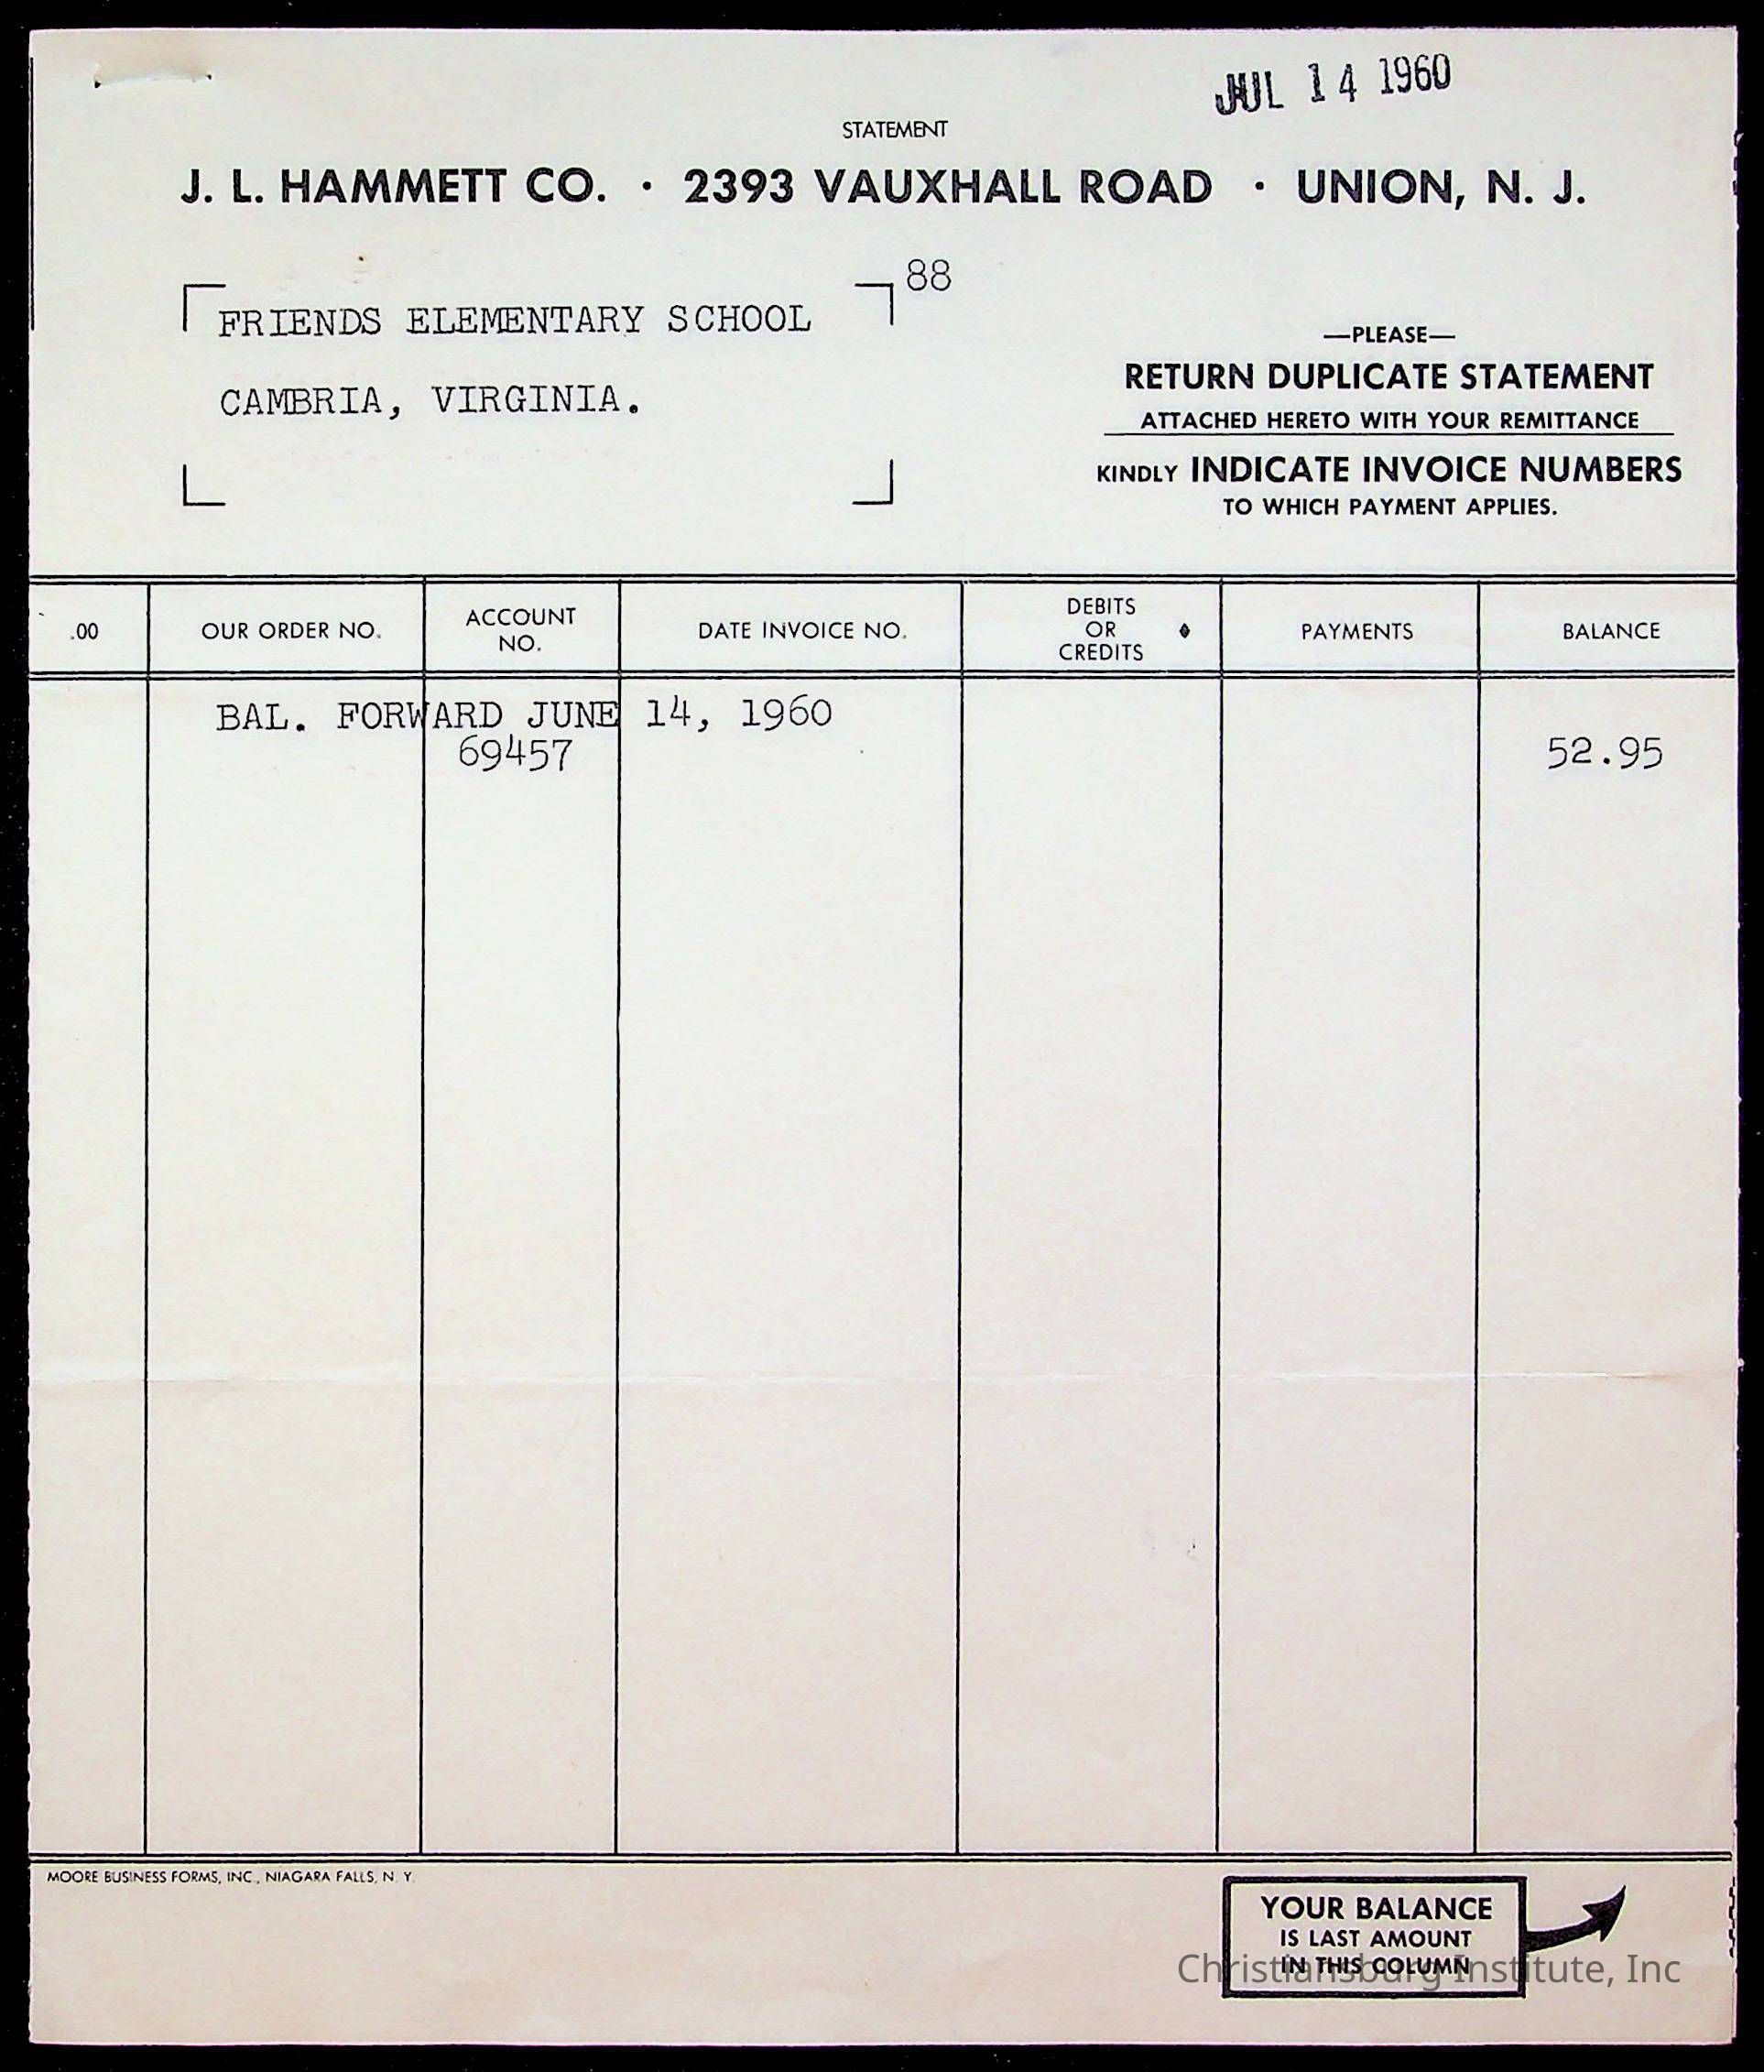 JUL 14 1960
STATEMENT
J. L. HAMMETT CO. · 2393 VAUXHALL ROAD · UNION, N. J.
88
FRIENDS ELEMENTARY SCHOOL
CAMBRIA, VIRGINIA.
—PLEASE—
RETURN DUPLICATE STATEMENT
ATTACHED HERETO WITH YOUR REMITTANCE
KINDLY INDICATE INVOICE NUMBERS
TO WHICH PAYMENT APPLIES.
.00 OUR ORDER NO. ACCOUNT NO. DATE INVOICE NO. DEBITS OR CREDITS PAYMENTS BALANCE
BAL. FORWARD JUNE 14, 1960
69457 52.95
MOORE BUSINESS FORMS, INC., NIAGARA FALLS, N. Y.
YOUR BALANCE
IS LAST AMOUNT
IN THIS COLUMN
Christiansburg Institute, Inc